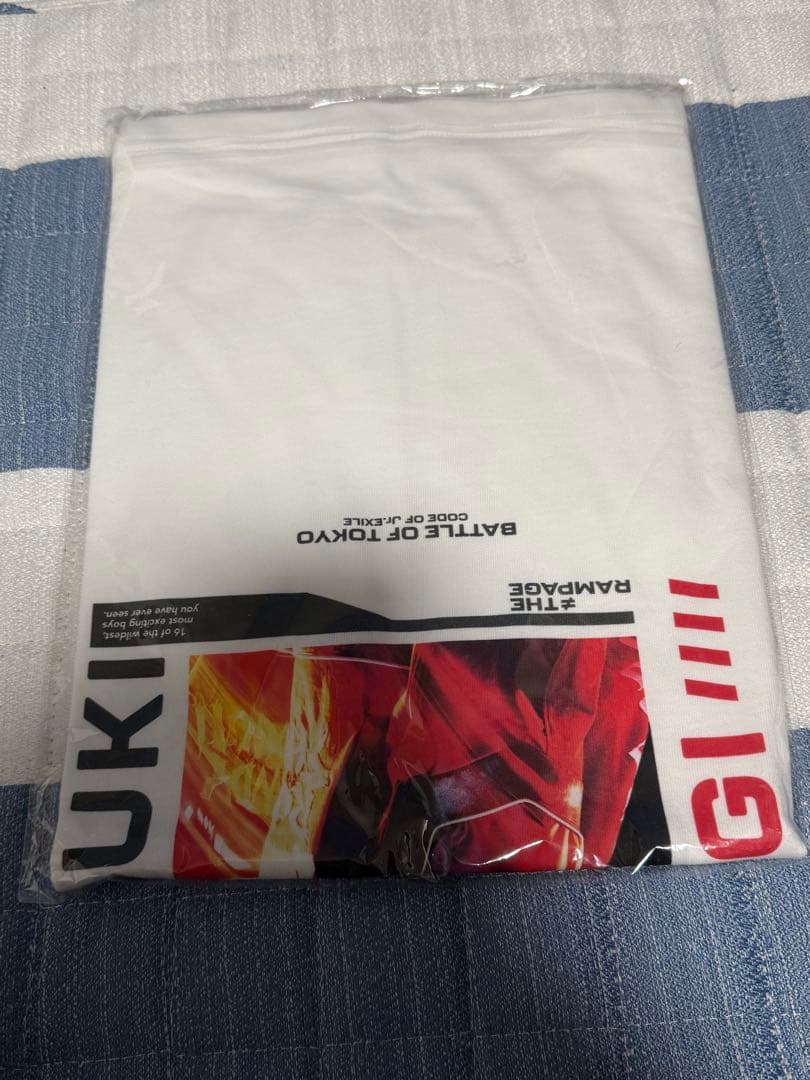 GI ////
UKI
≠THE
RAMPAGE
16 of the wildest,
most exciting boys
you have ever seen.
BATTLE OF TOKYO
CODE OF Jr.EXILE